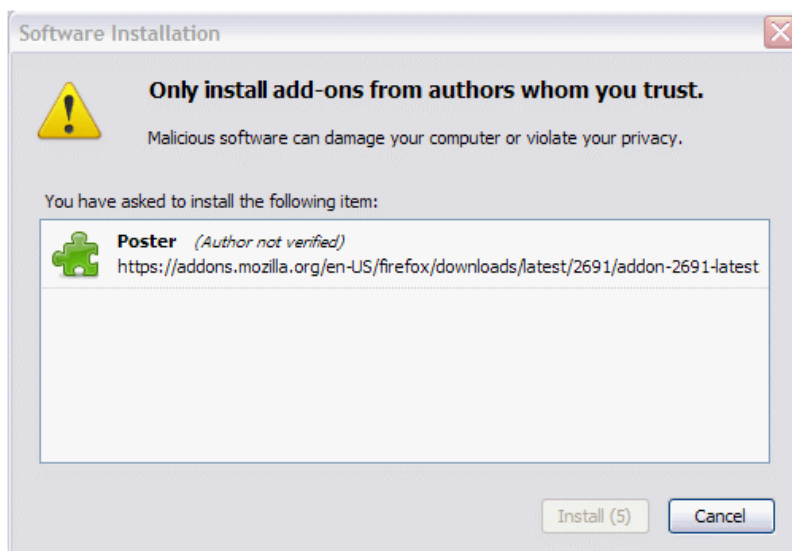 Software Installation
Only install add-ons from authors whom you trust.
Malicious software can damage your computer or violate your privacy.
You have asked to install the following item:
Poster (Author not verified)
https://addons.mozilla.org/en-US/firefox/downloads/latest/2691/addon-2691-latest
Install (5) Cancel